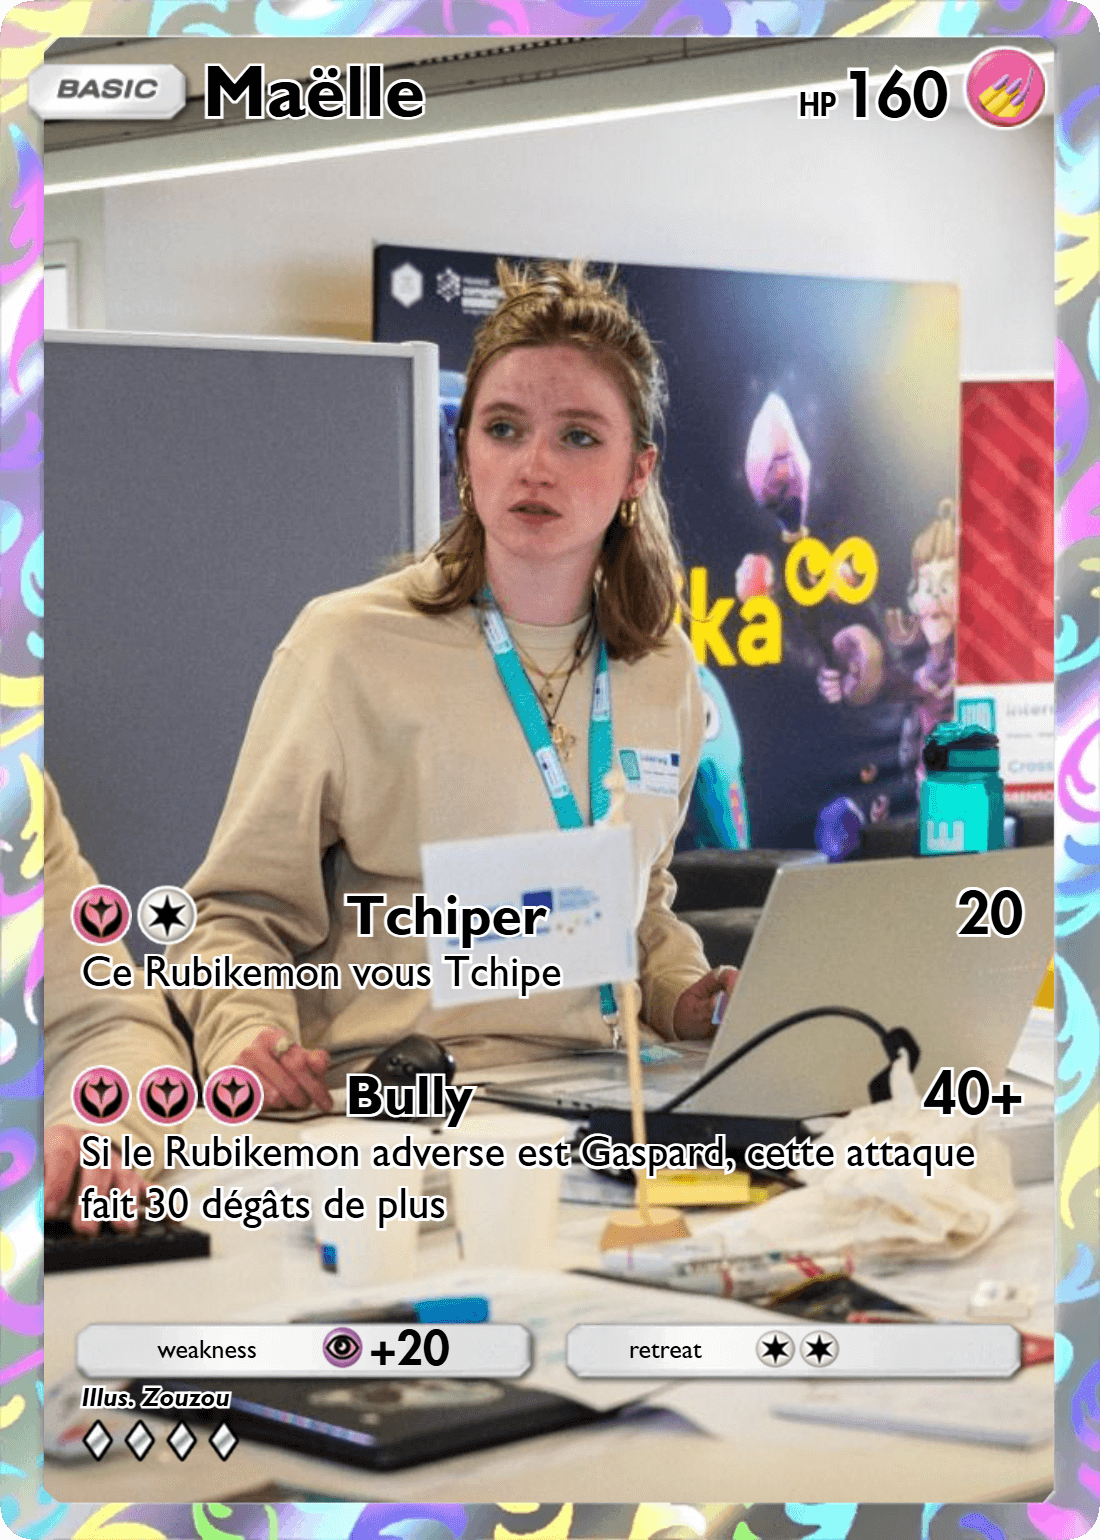 BASIC
Maëlle
HP 160
ika
Tchiper
20
Ce Rubikemon vous Tchipe
Bully
40+
Si le Rubikemon adverse est Gaspard, cette attaque
fait 30 dégâts de plus
weakness
+20
retreat
Illus. Zouzou